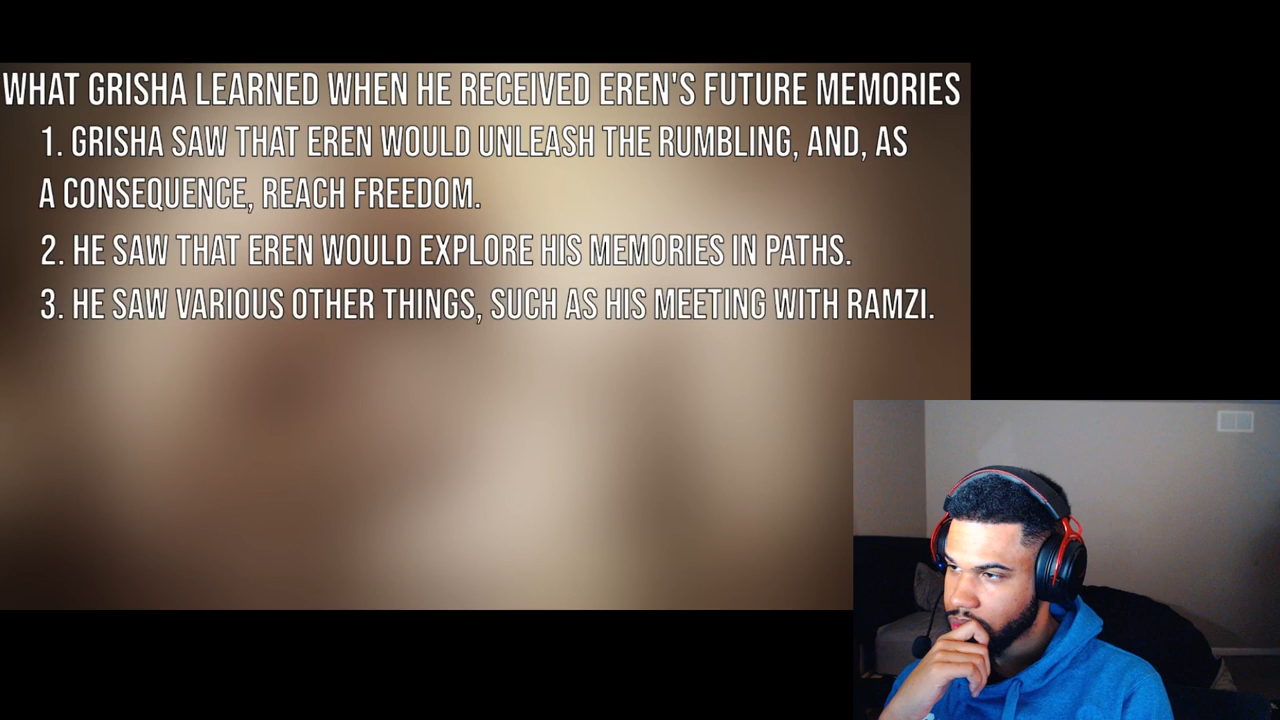 WHAT GRISHA LEARNED WHEN HE RECEIVED EREN'S FUTURE MEMORIES
1. GRISHA SAW THAT EREN WOULD UNLEASH THE RUMBLING, AND, AS
A CONSEQUENCE, REACH FREEDOM.
2. HE SAW THAT EREN WOULD EXPLORE HIS MEMORIES IN PATHS.
3. HE SAW VARIOUS OTHER THINGS, SUCH AS HIS MEETING WITH RAMZI.